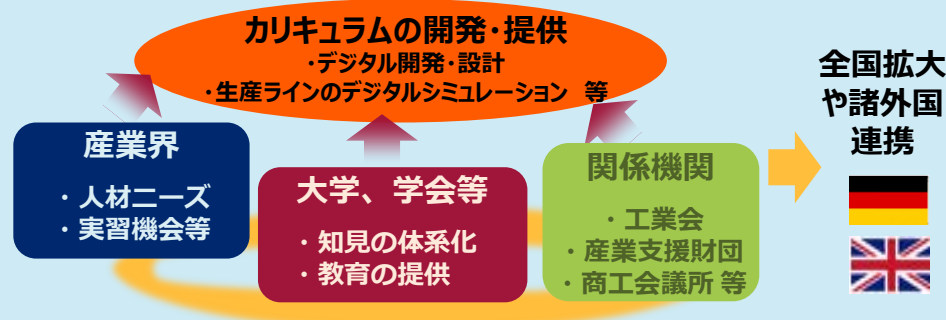 カリキュラムの開発・提供
・デジタル開発・設計
・生産ラインのデジタルシミュレーション 等
全国拡大
や諸外国
連携
産業界
・人材ニーズ
・実習機会等
大学、学会等
・知見の体系化
・教育の提供
関係機関
・工業会
・産業支援財団
・商工会議所 等